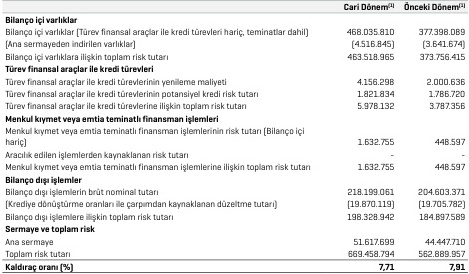 Cari Dönem(1) Önceki Dönem(1)
Bilanço içi varlıklar
Bilanço içi varlıklar (Türev finansal araçlar ile kredi türevleri hariç, teminatlar dahil) 468.035.810 377.398.089
(Ana sermayeden indirilen varlıklar) (4.516.845) (3.641.674)
Bilanço içi varlıklara ilişkin toplam risk tutarı 463.518.965 373.756.415
Türev finansal araçlar ile kredi türevleri
Türev finansal araçlar ile kredi türevlerinin yenileme maliyeti 4.156.298 2.000.636
Türev finansal araçlar ile kredi türevlerinin potansiyel kredi risk tutarı 1.821.834 1.786.720
Türev finansal araçlar ile kredi türevlerine ilişkin toplam risk tutarı 5.978.132 3.787.356
Menkul kıymet veya emtia teminatlı finansman işlemleri
Menkul kıymet veya emtia teminatlı finansman işlemlerinin risk tutarı (Bilanço içi
hariç) 1.632.755 448.597
Aracılık edilen işlemlerden kaynaklanan risk tutarı - -
Menkul kıymet veya emtia teminatlı finansman işlemlerine ilişkin toplam risk tutarı 1.632.755 448.597
Bilanço dışı işlemler
Bilanço dışı işlemlerin brüt nominal tutarı 218.199.061 204.603.371
(Krediye dönüştürme oranları ile çarpımdan kaynaklanan düzeltme tutarı) (19.870.119) (19.705.782)
Bilanço dışı işlemlere ilişkin toplam risk tutarı 198.328.942 184.897.589
Sermaye ve toplam risk
Ana sermaye 51.617.699 44.447.710
Toplam risk tutarı 669.458.794 562.889.957
Kaldıraç oranı (%) 7,71 7,91